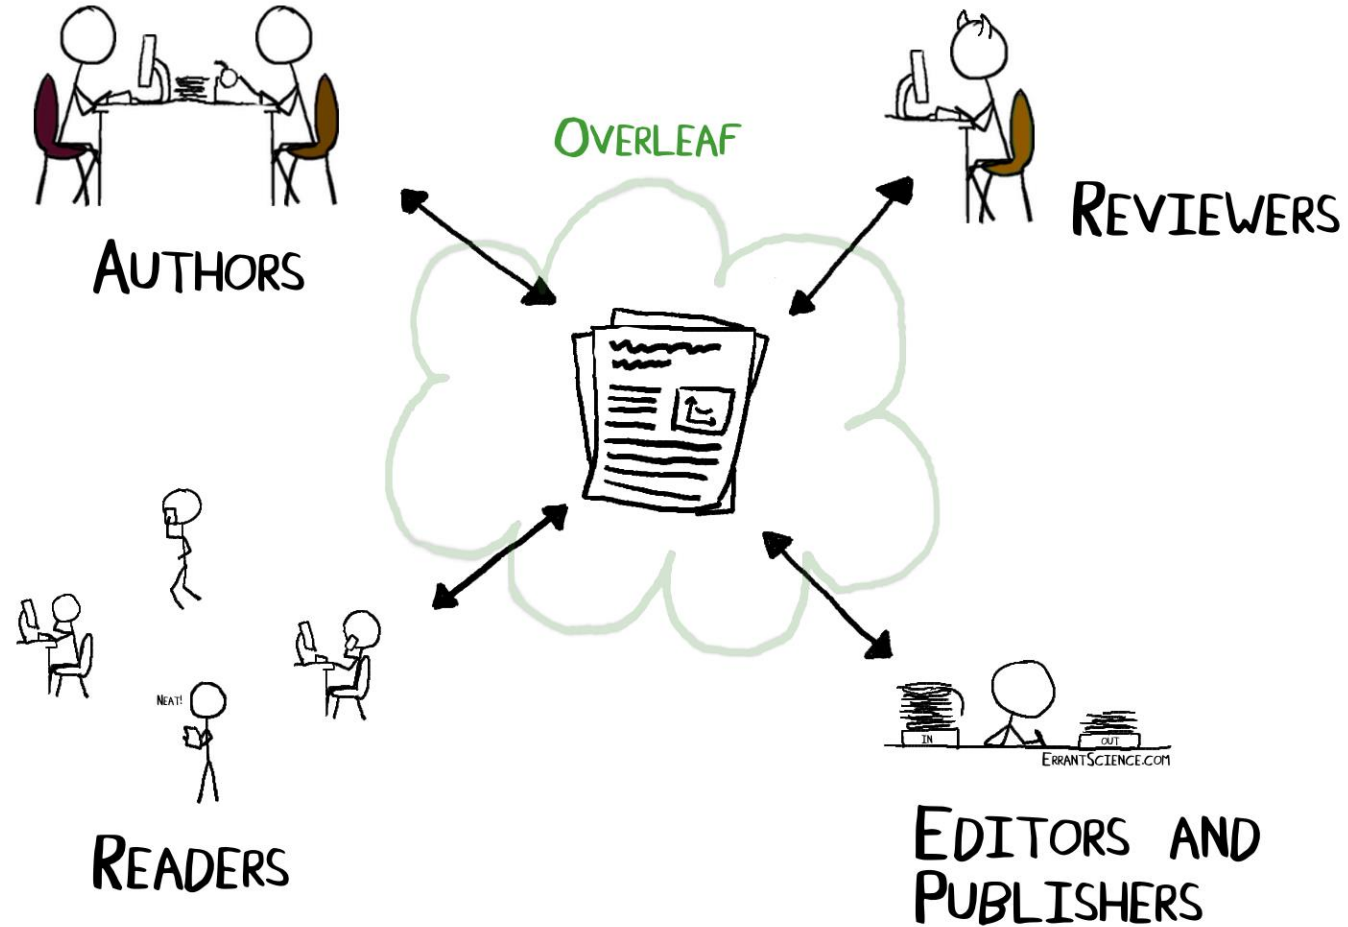 OVERLEAF
AUTHORS
REVIEWERS
NEAT!
READERS
IN
OUT
ERRANTSCIENCE.COM
EDITORS AND
PUBLISHERS